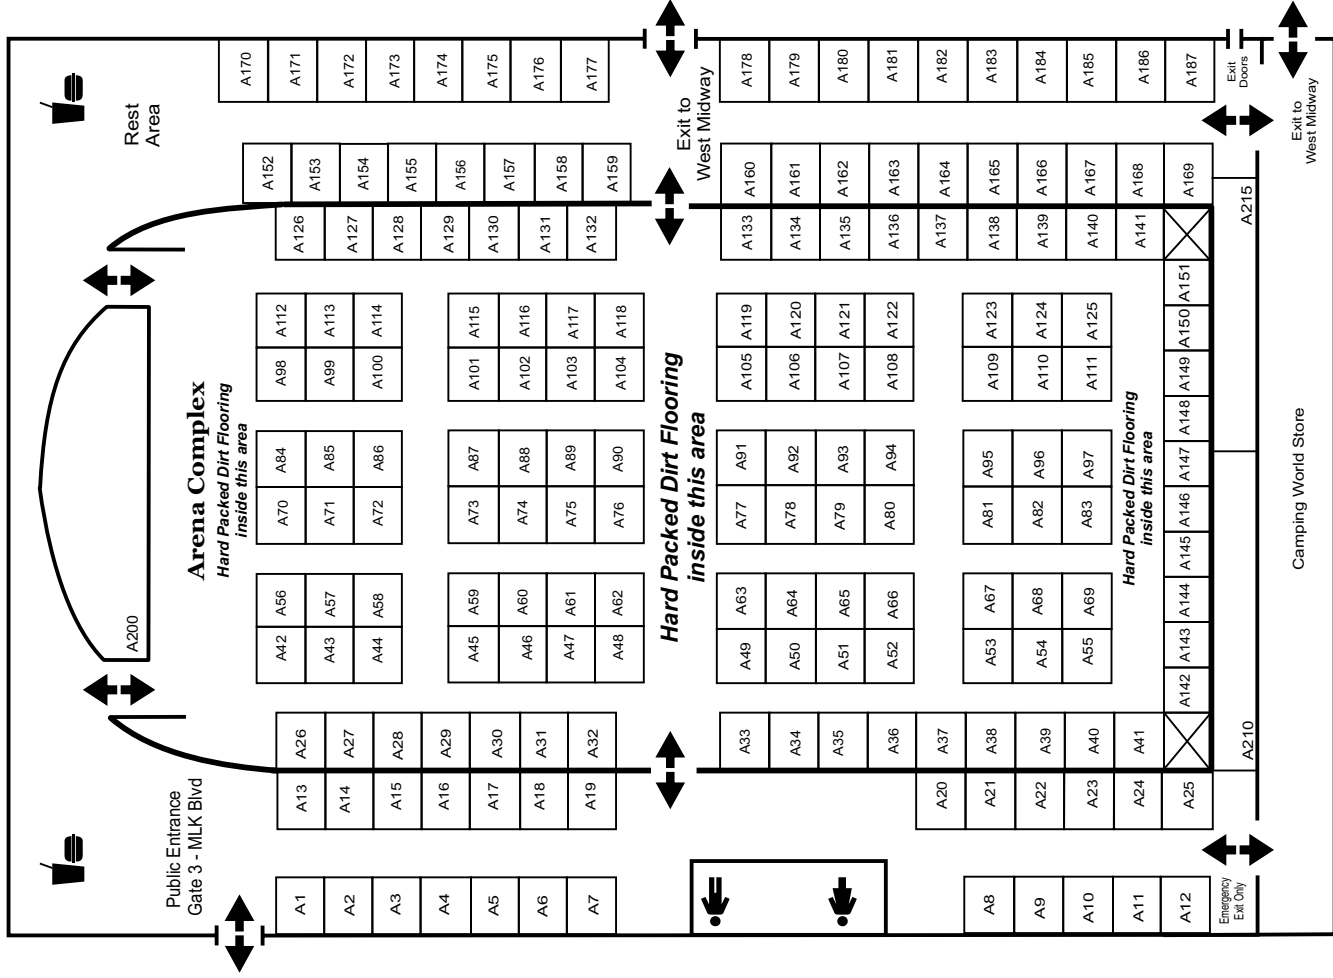 A200
Rest
Area
Public Entrance
Gate 3 - MLK Blvd
Arena Complex
Hard Packed Dirt Flooring
inside this area
A1
A2
A3
A4
A5
A6
A7
A8
A9
A10
A11
A12
A13
A14
A15
A16
A17
A18
A19
A20
A21
A22
A23
A24
A25
A26
A27
A28
A29
A30
A31
A32
A33
A34
A35
A36
A37
A38
A39
A40
A41
A42
A43
A44
A45
A46
A47
A48
A49
A50
A51
A52
A53
A54
A55
A56
A57
A58
A59
A60
A61
A62
A63
A64
A65
A66
A67
A68
A69
A70
A71
A72
A73
A74
A75
A76
A77
A78
A79
A80
A81
A82
A83
A84
A85
A86
A87
A88
A89
A90
A91
A92
A93
A94
A95
A96
A97
A98
A99
A100
A101
A102
A103
A104
A105
A106
A107
A108
A109
A110
A111
A112
A113
A114
A115
A116
A117
A118
A119
A120
A121
A122
A123
A124
A125
A126
A127
A128
A129
A130
A131
A132
A133
A134
A135
A136
A137
A138
A139
A140
A141
A152
A153
A154
A155
A156
A157
A158
A159
A160
A161
A162
A163
A164
A165
A166
A167
A168
A169
A170
A171
A172
A173
A174
A175
A176
A177
A178
A179
A180
A181
A182
A183
A184
A185
A186
A187
Hard Packed Dirt Flooring
inside this area
Exit to
West Midway
Hard Packed Dirt Flooring
inside this area
A142
A143
A144
A145
A146
A147
A148
A149
A150
A151
Emergency
Exit Only
Exit
Doors
A210
A215
Camping World Store
Exit to
West Midway